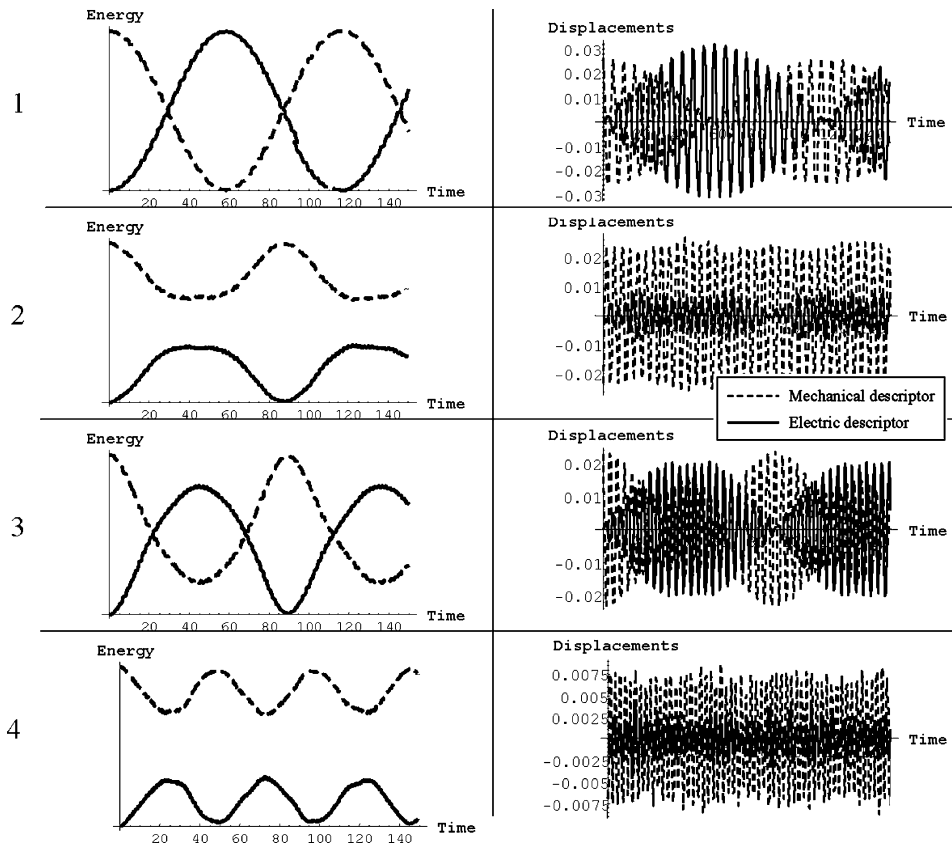 1
Energy
Time
20 40 60 80 100 120 140
Displacements
0.03
0.02
0.01
-0.01
-0.02
-0.03
Time
2
Energy
Time
20 40 60 80 100 120 140
Displacements
0.02
0.01
-0.01
-0.02
Time
Mechanical descriptor
Electric descriptor
3
Energy
Time
20 40 60 80 100 120 140
Displacements
0.02
0.01
-0.01
-0.02
Time
4
Energy
Time
20 40 60 80 100 120 140
Displacements
0.0075
0.005
0.0025
-0.0025
-0.005
-0.0075
Time